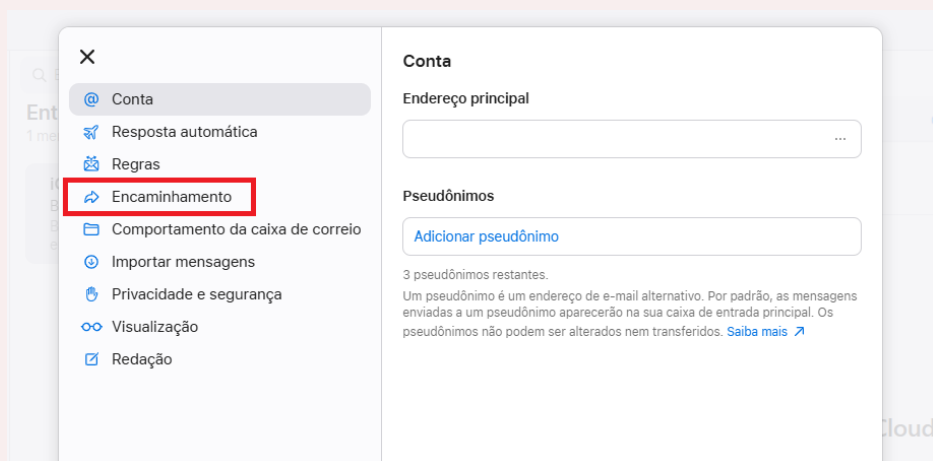 Conta
Resposta automática
Regras
Encaminhamento
Comportamento da caixa de correio
Importar mensagens
Privacidade e segurança
Visualização
Redação
Conta
Endereço principal
...
Pseudônimos
Adicionar pseudônimo
3 pseudônimos restantes.
Um pseudônimo é um endereço de e-mail alternativo. Por padrão, as mensagens
enviadas a um pseudônimo aparecerão na sua caixa de entrada principal. Os
pseudônimos não podem ser alterados nem transferidos. Saiba mais ↗